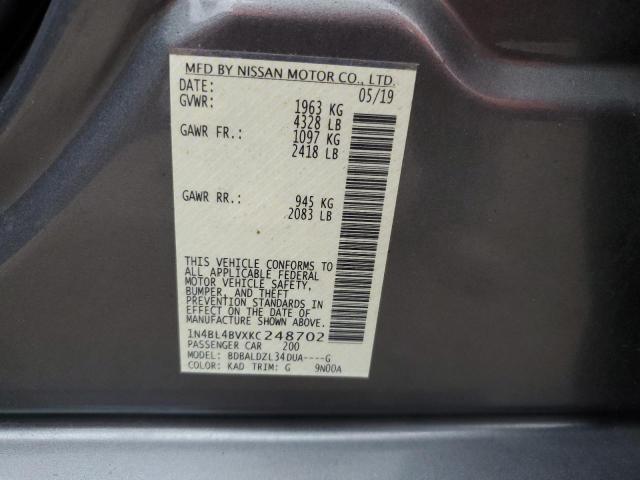 MFD BY NISSAN MOTOR CO., LTD.
DATE: 05/19
GVWR: 1963 KG
4328 LB
GAWR FR.: 1097 KG
2418 LB
GAWR RR.: 945 KG
2083 LB
THIS VEHICLE CONFORMS TO
ALL APPLICABLE FEDERAL
MOTOR VEHICLE SAFETY,
BUMPER, AND THEFT
PREVENTION STANDARDS IN
EFFECT ON THE DATE OF
MANUFACTURE SHOWN ABOVE.
1N4BL4BVXKC248702
PASSENGER CAR 200
MODEL: BDBALDZL34DUA----G
COLOR: KAD TRIM: G 9N00A